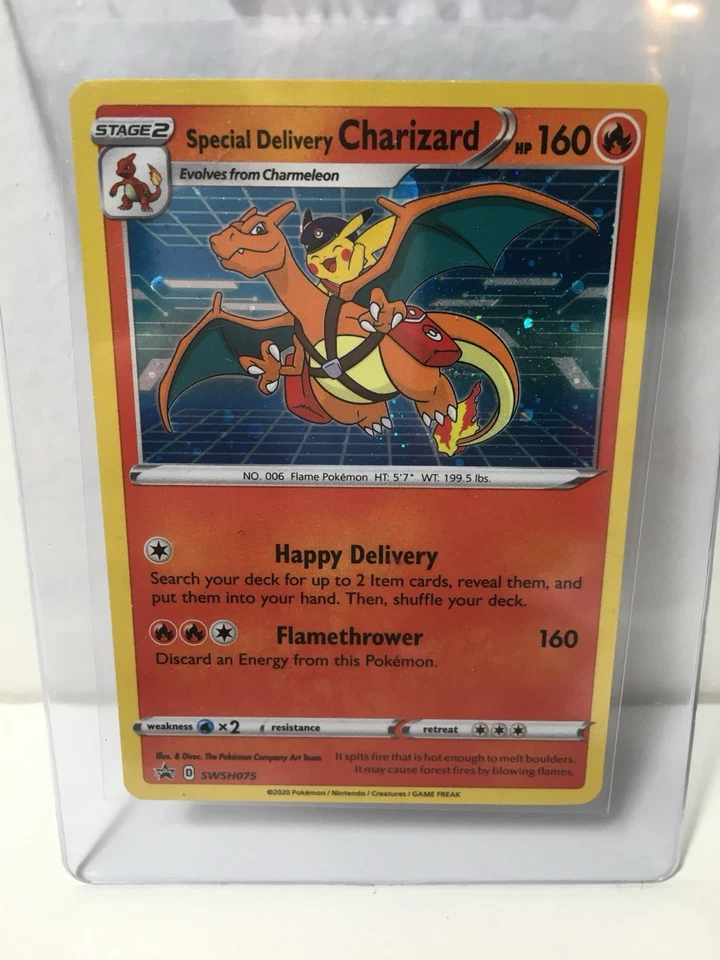 STAGE2
Special Delivery Charizard HP 160
Evolves from Charmeleon
NO. 006 Flame Pokémon HT: 5'7" WT: 199.5 lbs.
Happy Delivery
Search your deck for up to 2 Item cards, reveal them, and
put them into your hand. Then, shuffle your deck.
Flamethrower 160
Discard an Energy from this Pokémon.
weakness ×2 resistance retreat
Illus. & Direc. The Pokémon Company Art Team
It spits fire that is hot enough to melt boulders.
It may cause forest fires by blowing flames.
D SWSH075
©2020 Pokémon / Nintendo / Creatures / GAME FREAK